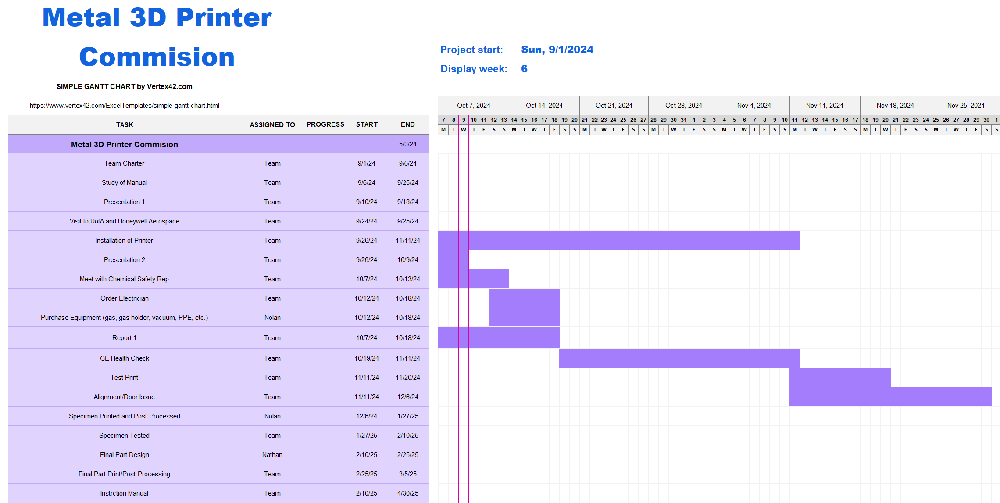 Metal 3D Printer
Commision
Project start: Sun, 9/1/2024
Display week: 6
SIMPLE GANTT CHART by Vertex42.com
https://www.vertex42.com/ExcelTemplates/simple-gantt-chart.html
Oct 7, 2024 Oct 14, 2024 Oct 21, 2024 Oct 28, 2024 Nov 4, 2024 Nov 11, 2024 Nov 18, 2024 Nov 25, 2024
TASK ASSIGNED TO PROGRESS START END
7 8 9 10 11 12 13 14 15 16 17 18 19 20 21 22 23 24 25 26 27 28 29 30 31 1 2 3 4 5 6 7 8 9 10 11 12 13 14 15 16 17 18 19 20 21 22 23 24 25 26 27 28 29 30 1
M T W T F S S M T W T F S S M T W T F S S M T W T F S S M T W T F S S M T W T F S S M T W T F S S M T W T F S S
Metal 3D Printer Commision 5/3/24
Team Charter Team 9/1/24 9/6/24
Study of Manual Team 9/6/24 9/25/24
Presentation 1 Team 9/10/24 9/18/24
Visit to UofA and Honeywell Aerospace Team 9/24/24 9/25/24
Installation of Printer Team 9/26/24 11/11/24
Presentation 2 Team 9/26/24 10/9/24
Meet with Chemical Safety Rep Team 10/7/24 10/13/24
Order Electrician Team 10/12/24 10/18/24
Purchase Equipment (gas, gas holder, vacuum, PPE, etc.) Nolan 10/12/24 10/18/24
Report 1 Team 10/7/24 10/18/24
GE Health Check Team 10/19/24 11/11/24
Test Print Team 11/11/24 11/20/24
Alignment/Door Issue Team 11/11/24 12/6/24
Specimen Printed and Post-Processed Nolan 12/6/24 1/27/25
Specimen Tested Team 1/27/25 2/10/25
Final Part Design Nathan 2/10/25 2/25/25
Final Part Print/Post-Processing Team 2/25/25 3/5/25
Instrction Manual Team 2/10/25 4/30/25